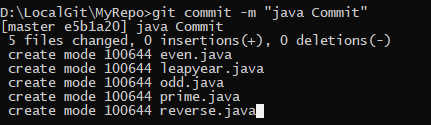 D:\LocalGit\MyRepo>git commit -m "java Commit"
[master e5b1a20] java Commit
 5 files changed, 0 insertions(+), 0 deletions(-)
 create mode 100644 even.java
 create mode 100644 leapyear.java
 create mode 100644 odd.java
 create mode 100644 prime.java
 create mode 100644 reverse.java